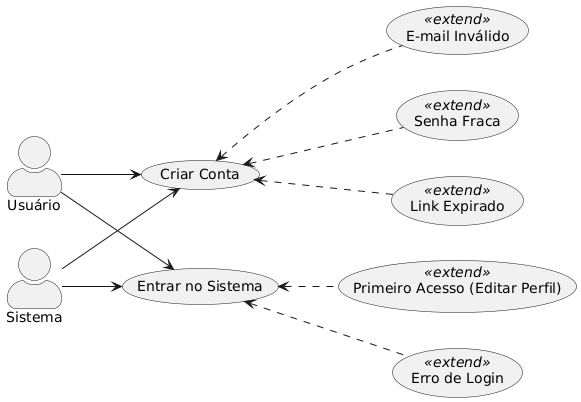 «extend»
E-mail Inválido
«extend»
Senha Fraca
Usuário
Criar Conta
«extend»
Link Expirado
Sistema
Entrar no Sistema
«extend»
Primeiro Acesso (Editar Perfil)
«extend»
Erro de Login